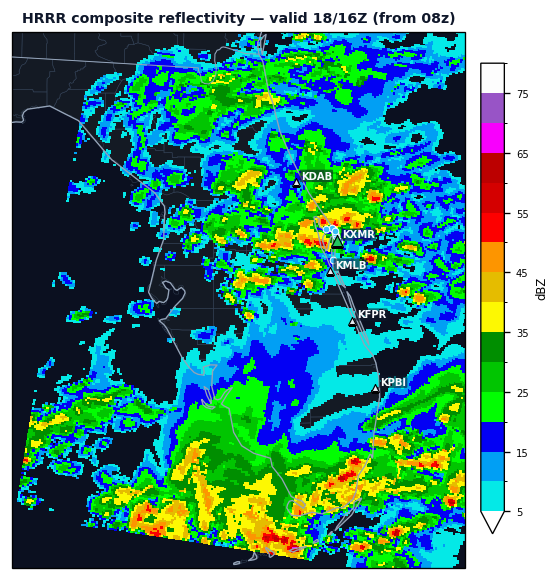 HRRR composite reflectivity — valid 18/16Z (from 08z)
KDAB
KXMR
KMLB
KFPR
KPBI
75
65
55
45
35
25
15
5
dBZ